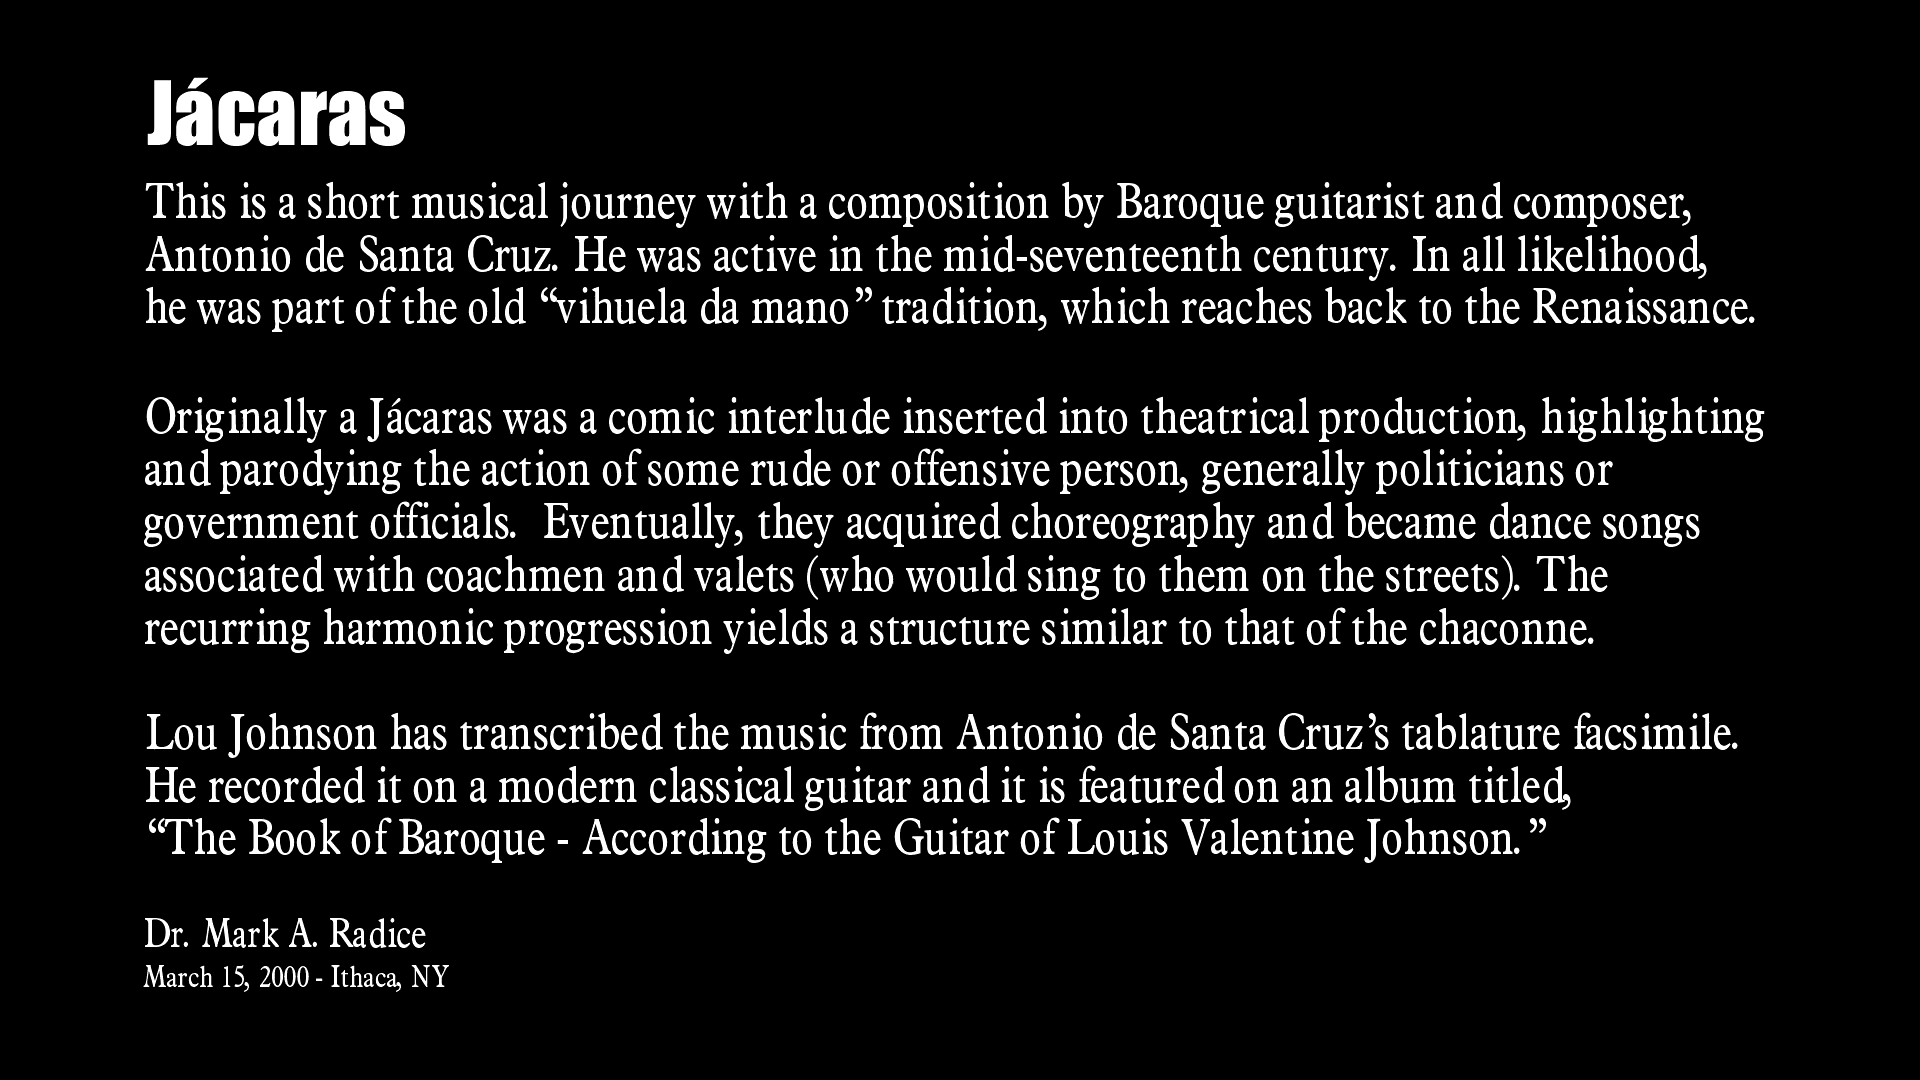 Jácaras
This is a short musical journey with a composition by Baroque guitarist and composer,
Antonio de Santa Cruz. He was active in the mid-seventeenth century. In all likelihood,
he was part of the old “vihuela da mano” tradition, which reaches back to the Renaissance.
Originally a Jácaras was a comic interlude inserted into theatrical production, highlighting
and parodying the action of some rude or offensive person, generally politicians or
government officials.  Eventually, they acquired choreography and became dance songs
associated with coachmen and valets (who would sing to them on the streets). The
recurring harmonic progression yields a structure similar to that of the chaconne.
Lou Johnson has transcribed the music from Antonio de Santa Cruz’s tablature facsimile.
He recorded it on a modern classical guitar and it is featured on an album titled,
“The Book of Baroque - According to the Guitar of Louis Valentine Johnson.”
Dr. Mark A. Radice
March 15, 2000 - Ithaca, NY